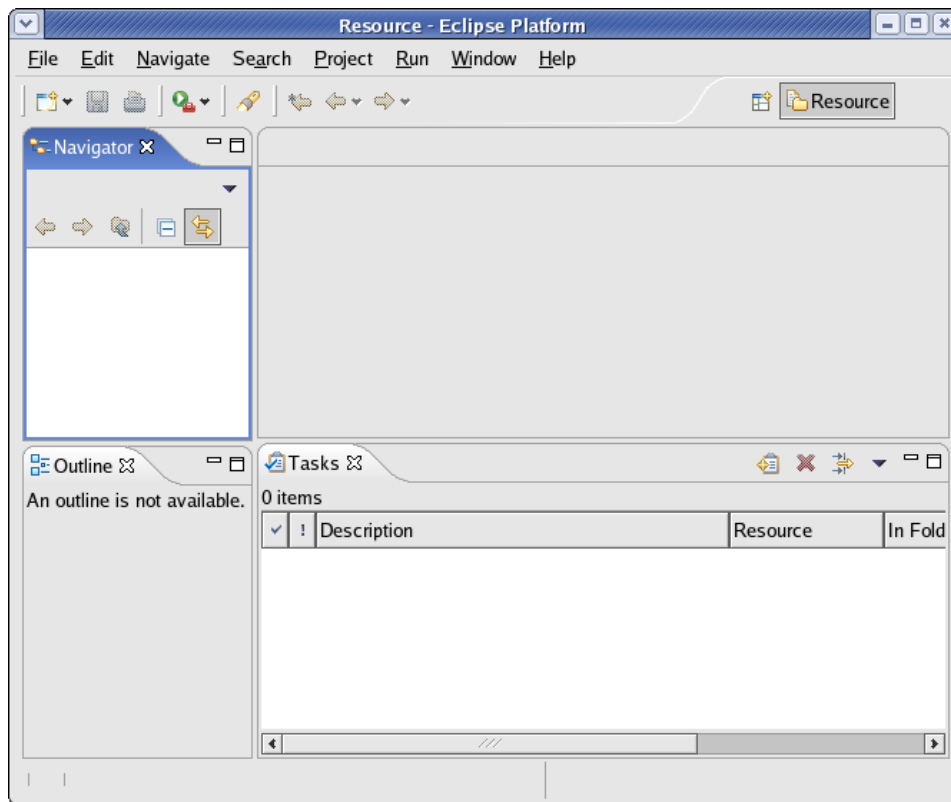 Resource - Eclipse Platform
File Edit Navigate Search Project Run Window Help
Resource
Navigator
Outline
An outline is not available.
Tasks
0 items
! Description Resource In Fold